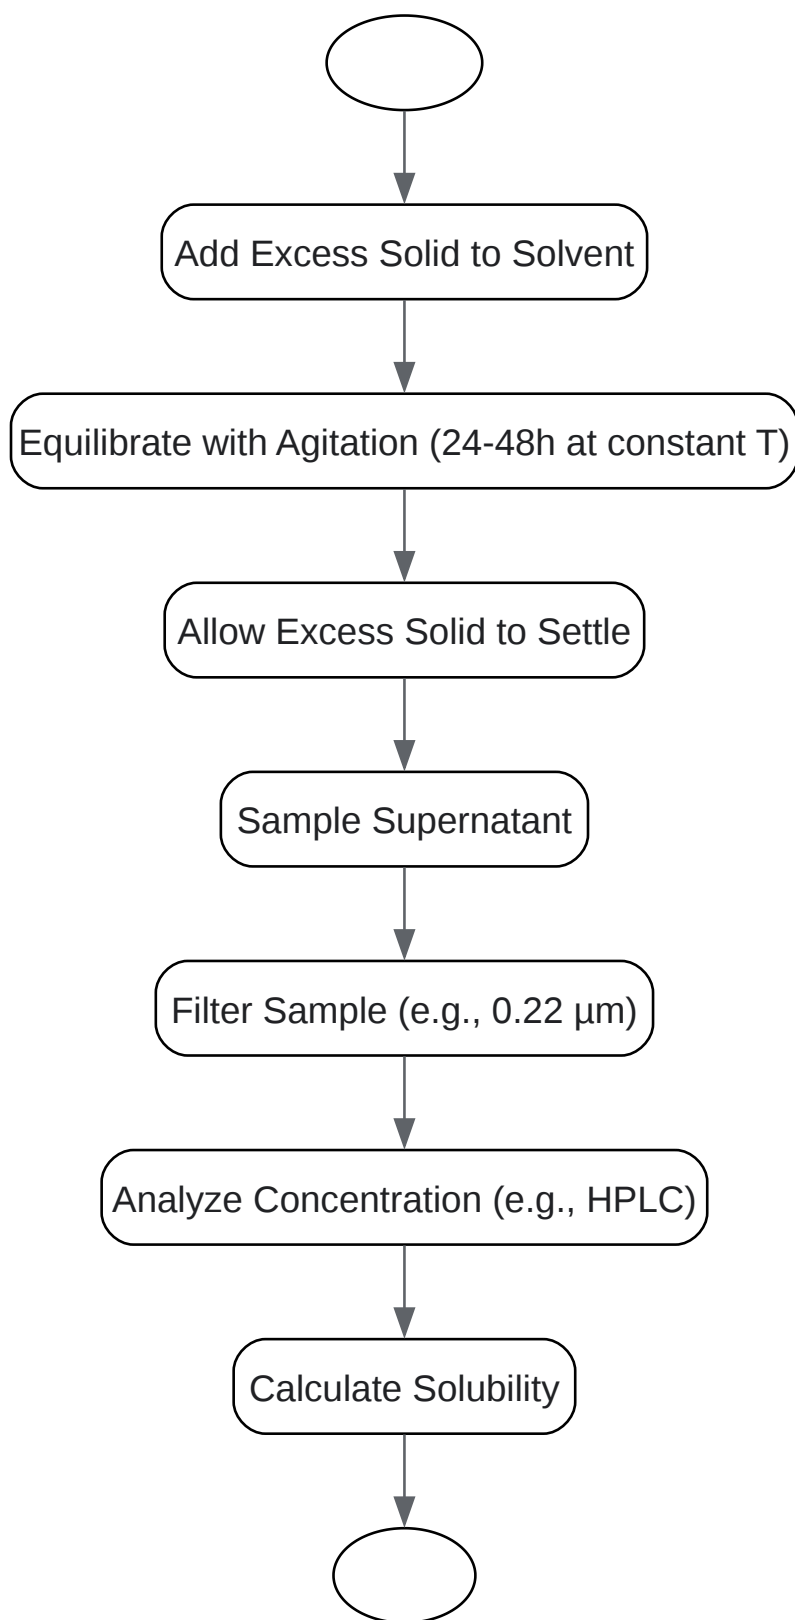 Add Excess Solid to Solvent
Equilibrate with Agitation (24-48h at constant T)
Allow Excess Solid to Settle
Sample Supernatant
Filter Sample (e.g., 0.22 µm)
Analyze Concentration (e.g., HPLC)
Calculate Solubility